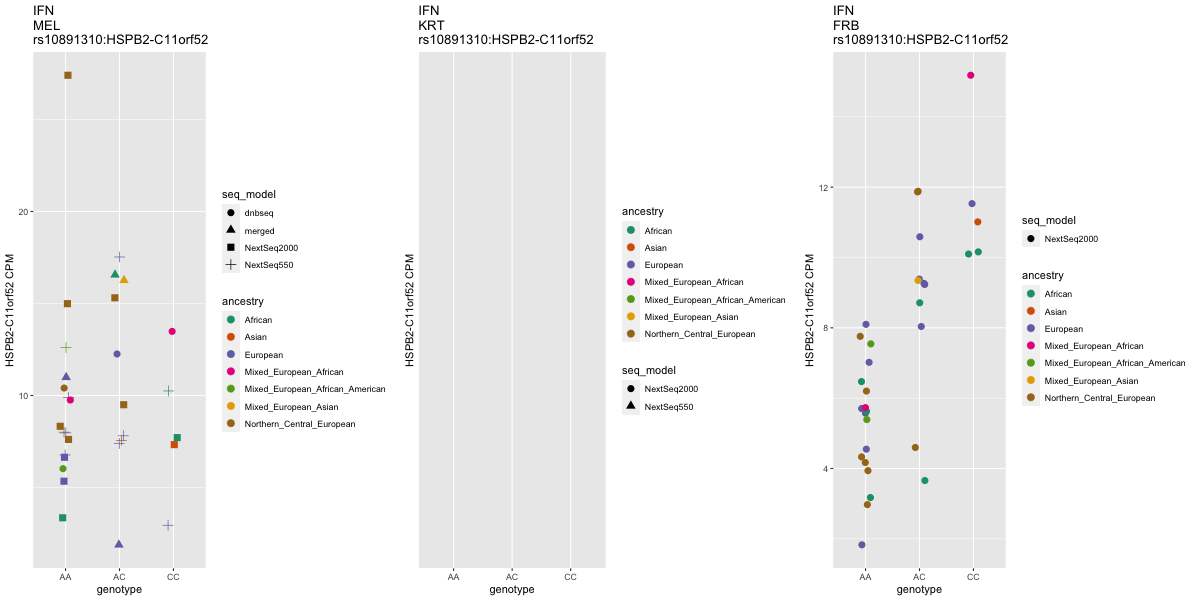 IFN
MEL
rs10891310:HSPB2-C11orf52
HSPB2-C11orf52 CPM
20
10
AA
AC
CC
genotype
seq_model
dnbseq
merged
NextSeq2000
NextSeq550
ancestry
African
Asian
European
Mixed_European_African
Mixed_European_African_American
Mixed_European_Asian
Northern_Central_European
IFN
KRT
rs10891310:HSPB2-C11orf52
HSPB2-C11orf52 CPM
AA
AC
CC
genotype
ancestry
African
Asian
European
Mixed_European_African
Mixed_European_African_American
Mixed_European_Asian
Northern_Central_European
seq_model
NextSeq2000
NextSeq550
IFN
FRB
rs10891310:HSPB2-C11orf52
HSPB2-C11orf52 CPM
12
8
4
AA
AC
CC
genotype
seq_model
NextSeq2000
ancestry
African
Asian
European
Mixed_European_African
Mixed_European_African_American
Mixed_European_Asian
Northern_Central_European